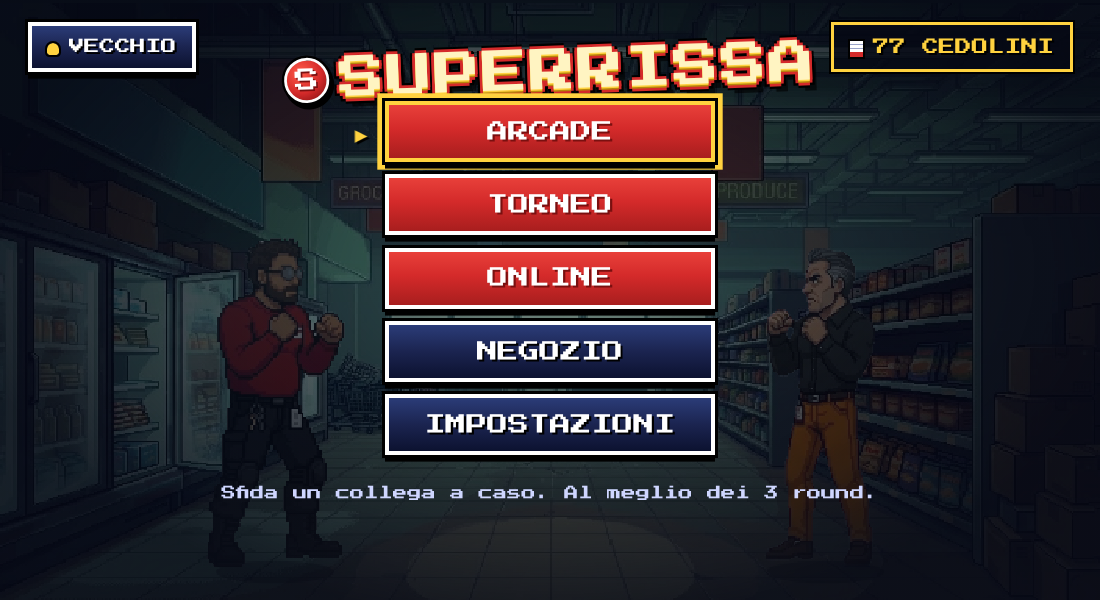 VECCHIO
77 CEDOLINI
S SUPERRISSA
ARCADE
GROC
PRODUCE
TORNEO
ONLINE
NEGOZIO
IMPOSTAZIONI
Sfida un collega a caso. Al meglio dei 3 round.